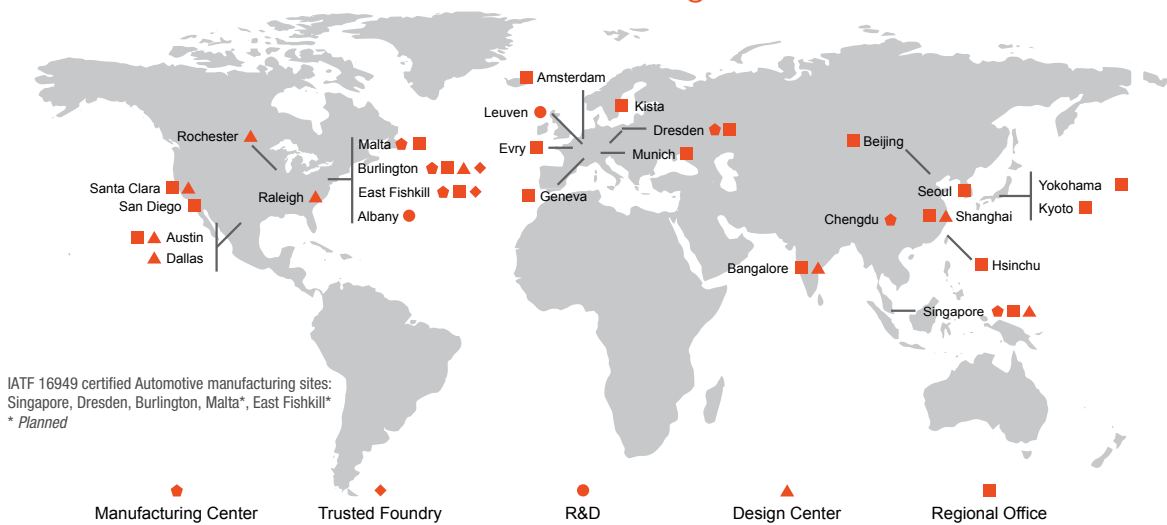 Amsterdam
Leuven
Kista
Rochester
Malta
Dresden
Beijing
Evry
Munich
Burlington
Santa Clara
East Fishkill
Seoul
Yokohama
San Diego
Raleigh
Geneva
Kyoto
Albany
Chengdu
Shanghai
Austin
Dallas
Bangalore
Hsinchu
Singapore
IATF 16949 certified Automotive manufacturing sites:
Singapore, Dresden, Burlington, Malta*, East Fishkill*
* Planned
Manufacturing Center
Trusted Foundry
R&D
Design Center
Regional Office